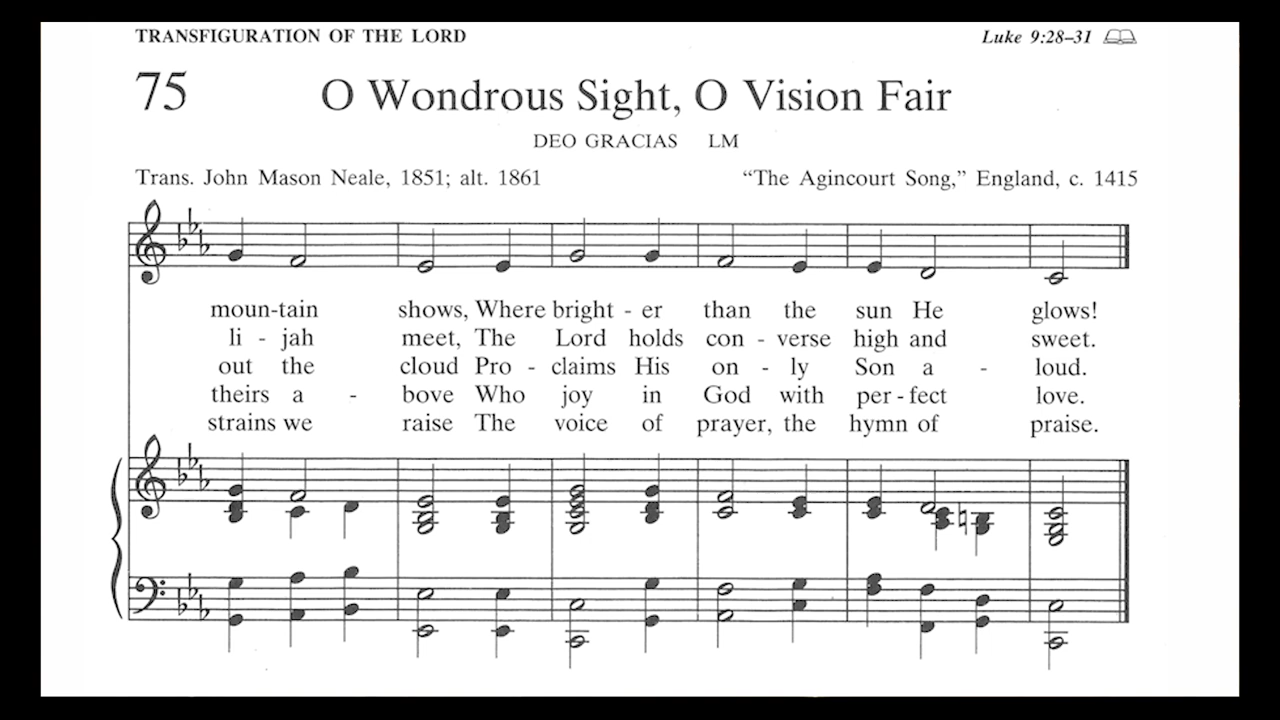 TRANSFIGURATION OF THE LORD Luke 9:28–31
75 O Wondrous Sight, O Vision Fair
DEO GRACIAS LM
Trans. John Mason Neale, 1851; alt. 1861 “The Agincourt Song,” England, c. 1415
moun-tain shows, Where bright - er than the sun He glows!
li - jah meet, The Lord holds con - verse high and sweet.
out the cloud Pro - claims His on - ly Son a - loud.
theirs a - bove Who joy in God with per - fect love.
strains we raise The voice of prayer, the hymn of praise.